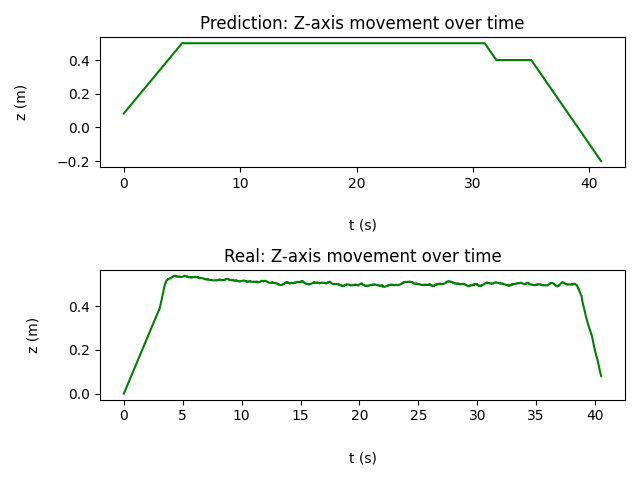 Prediction: Z-axis movement over time
0.4
0.2
0.0
−0.2
z (m)
0 10 20 30 40
t (s)
Real: Z-axis movement over time
0.4
0.2
0.0
z (m)
0 5 10 15 20 25 30 35 40
t (s)